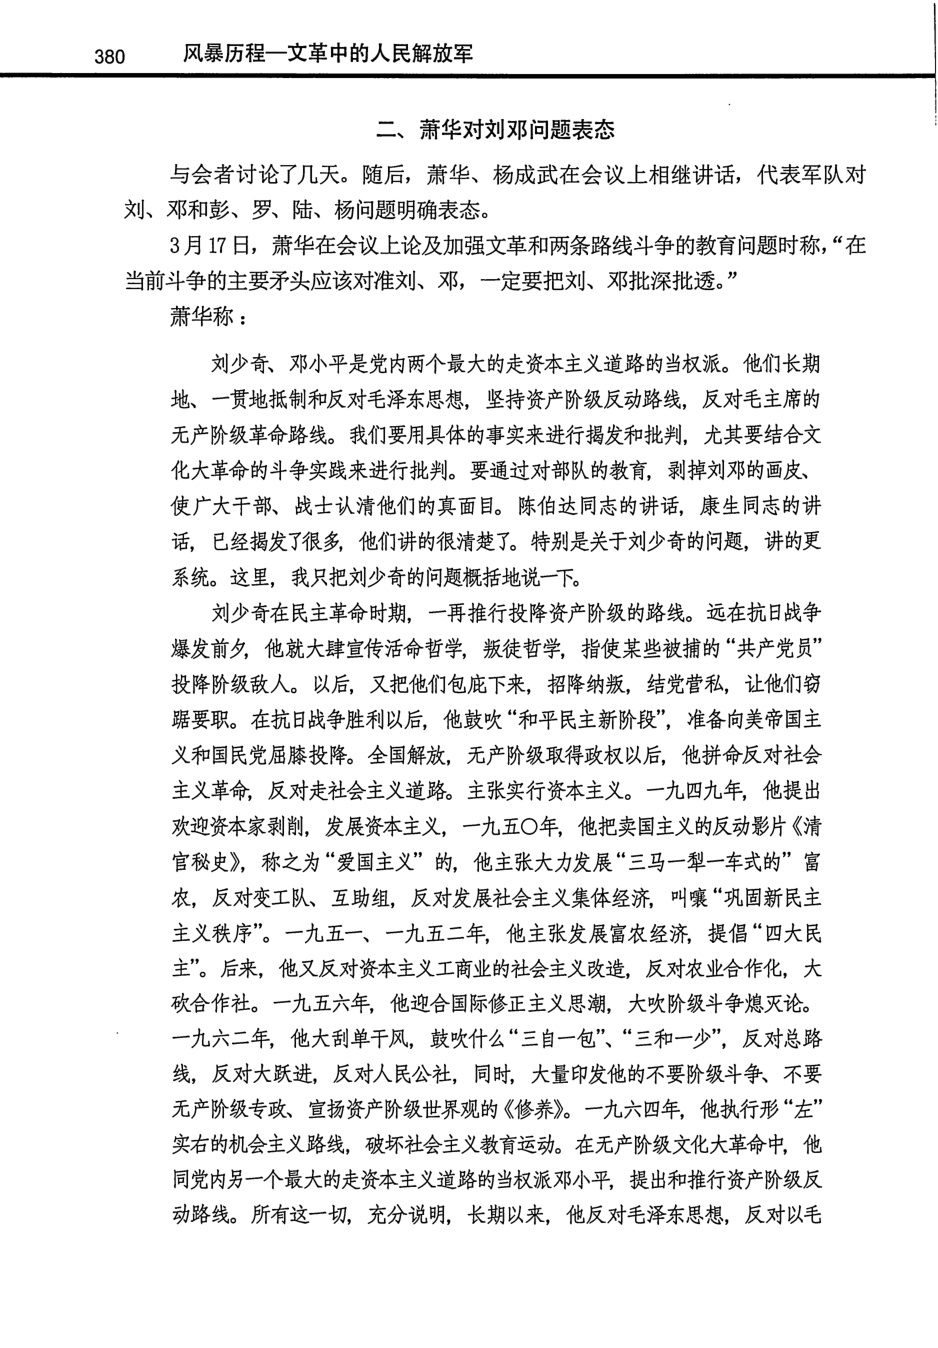 380 风暴历程—文革中的人民解放军
二、萧华对刘邓问题表态
与会者讨论了几天。随后，萧华、杨成武在会议上相继讲话，代表军队对
刘、邓和彭、罗、陆、杨问题明确表态。
3月17日，萧华在会议上论及加强文革和两条路线斗争的教育问题时称，“在
当前斗争的主要矛头应该对准刘、邓，一定要把刘、邓批深批透。”
萧华称：
刘少奇、邓小平是党内两个最大的走资本主义道路的当权派。他们长期
地、一贯地抵制和反对毛泽东思想，坚持资产阶级反动路线，反对毛主席的
无产阶级革命路线。我们要用具体的事实来进行揭发和批判，尤其要结合文
化大革命的斗争实践来进行批判。要通过对部队的教育，剥掉刘邓的画皮、
使广大干部、战士认清他们的真面目。陈伯达同志的讲话，康生同志的讲
话，已经揭发了很多，他们讲的很清楚了。特别是关于刘少奇的问题，讲的更
系统。这里，我只把刘少奇的问题概括地说一下。
刘少奇在民主革命时期，一再推行投降资产阶级的路线。远在抗日战争
爆发前夕，他就大肆宣传活命哲学，叛徒哲学，指使某些被捕的“共产党员”
投降阶级敌人。以后，又把他们包庇下来，招降纳叛，结党营私，让他们窃
踞要职。在抗日战争胜利以后，他鼓吹“和平民主新阶段”，准备向美帝国主
义和国民党屈膝投降。全国解放，无产阶级取得政权以后，他拼命反对社会
主义革命，反对走社会主义道路。主张实行资本主义。一九四九年，他提出
欢迎资本家剥削，发展资本主义，一九五〇年，他把卖国主义的反动影片《清
官秘史》，称之为“爱国主义”的，他主张大力发展“三马一犁一车式的”富
农，反对变工队、互助组，反对发展社会主义集体经济，叫嚷“巩固新民主
主义秩序”。一九五一、一九五二年，他主张发展富农经济，提倡“四大民
主”。后来，他又反对资本主义工商业的社会主义改造，反对农业合作化，大
砍合作社。一九五六年，他迎合国际修正主义思潮，大吹阶级斗争熄灭论。
一九六二年，他大刮单干风，鼓吹什么“三自一包”、“三和一少”，反对总路
线，反对大跃进，反对人民公社，同时，大量印发他的不要阶级斗争、不要
无产阶级专政、宣扬资产阶级世界观的《修养》。一九六四年，他执行形“左”
实右的机会主义路线，破坏社会主义教育运动。在无产阶级文化大革命中，他
同党内另一个最大的走资本主义道路的当权派邓小平，提出和推行资产阶级反
动路线。所有这一切，充分说明，长期以来，他反对毛泽东思想，反对以毛